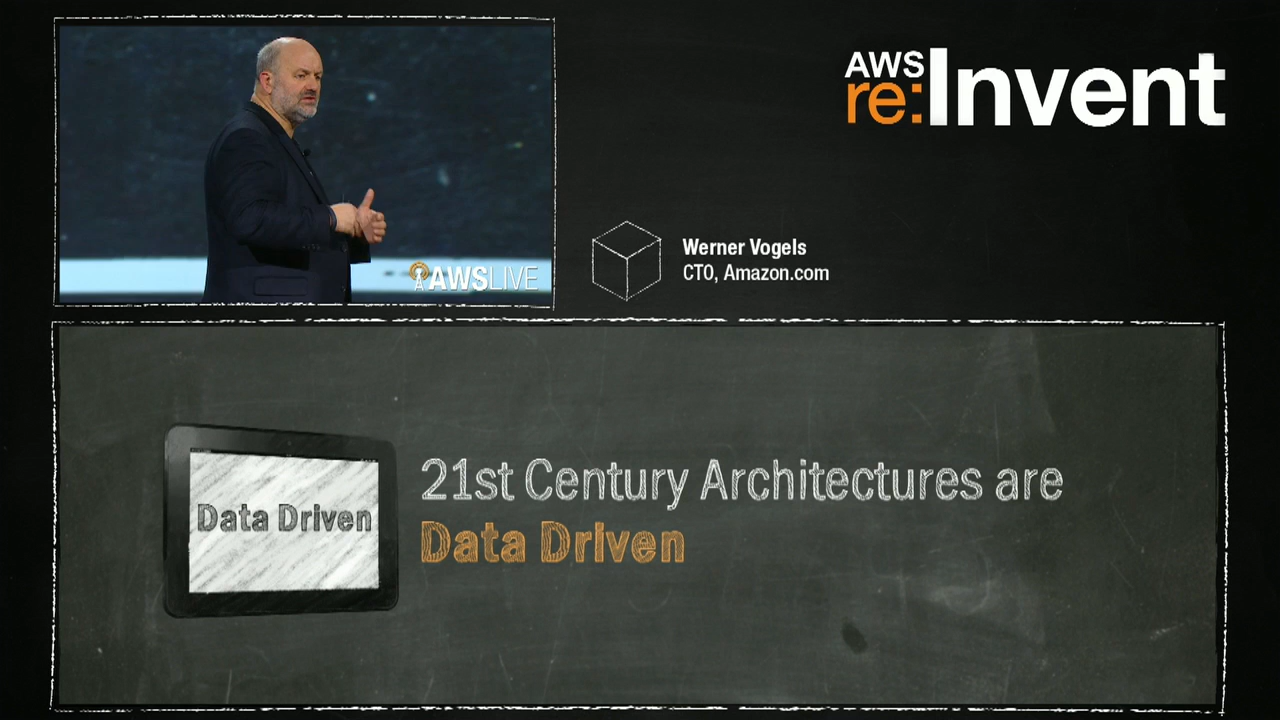 AWS
re:Invent
AWSLIVE
Werner Vogels
CTO, Amazon.com
Data Driven
21st Century Architectures are
Data Driven